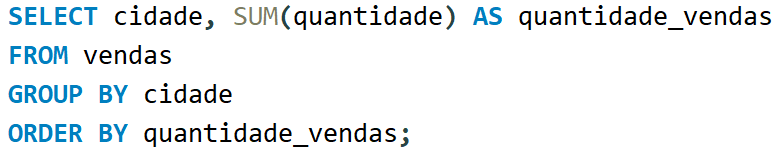 SELECT cidade, SUM(quantidade) AS quantidade_vendas
FROM vendas
GROUP BY cidade
ORDER BY quantidade_vendas;